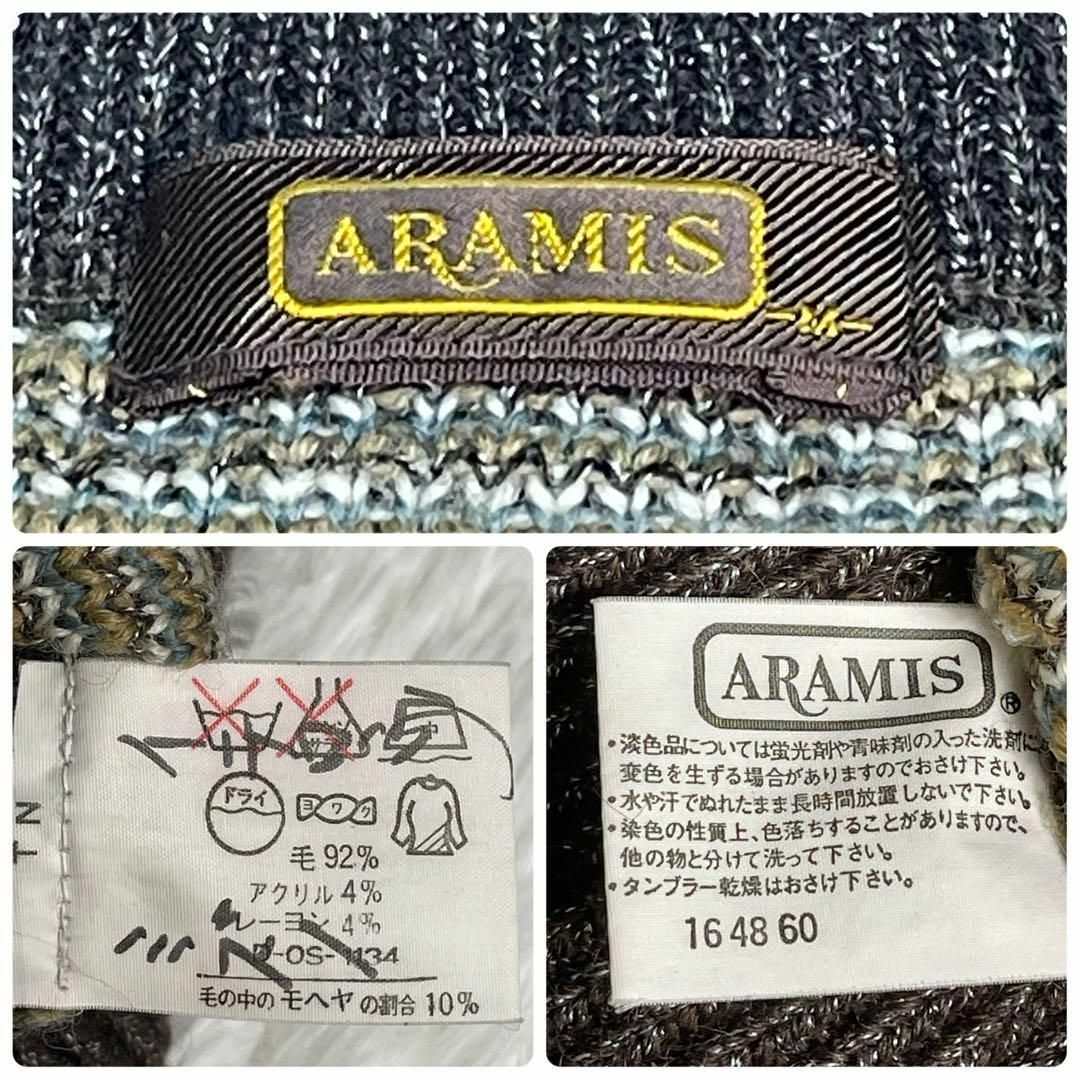 ARAMIS
-M-
ドライ
ヨワク
毛 92%
アクリル 4%
レーヨン 4%
毛の中の モヘヤ の割合 10%
ARAMIS®
・淡色品については蛍光剤や青味剤の入った洗剤に
変色を生ずる場合がありますのでおさけ下さい。
・水や汗でぬれたまま長時間放置しないで下さい。
・染色の性質上、色落ちすることがありますので、
他の物と分けて洗って下さい。
・タンブラー乾燥はおさけ下さい。
16 48 60